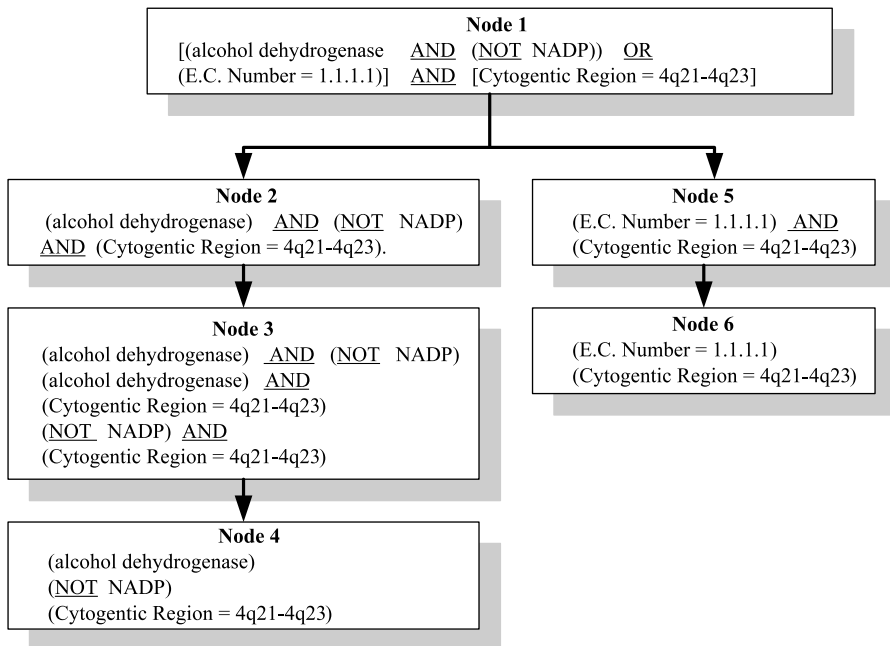 Node 1
[(alcohol dehydrogenase AND (NOT NADP)) OR
(E.C. Number = 1.1.1.1)] AND [Cytogentic Region = 4q21-4q23]
Node 2
(alcohol dehydrogenase) AND (NOT NADP)
AND (Cytogentic Region = 4q21-4q23).
Node 3
(alcohol dehydrogenase) AND (NOT NADP)
(alcohol dehydrogenase) AND
(Cytogentic Region = 4q21-4q23)
(NOT NADP) AND
(Cytogentic Region = 4q21-4q23)
Node 4
(alcohol dehydrogenase)
(NOT NADP)
(Cytogentic Region = 4q21-4q23)
Node 5
(E.C. Number = 1.1.1.1) AND
(Cytogentic Region = 4q21-4q23)
Node 6
(E.C. Number = 1.1.1.1)
(Cytogentic Region = 4q21-4q23)